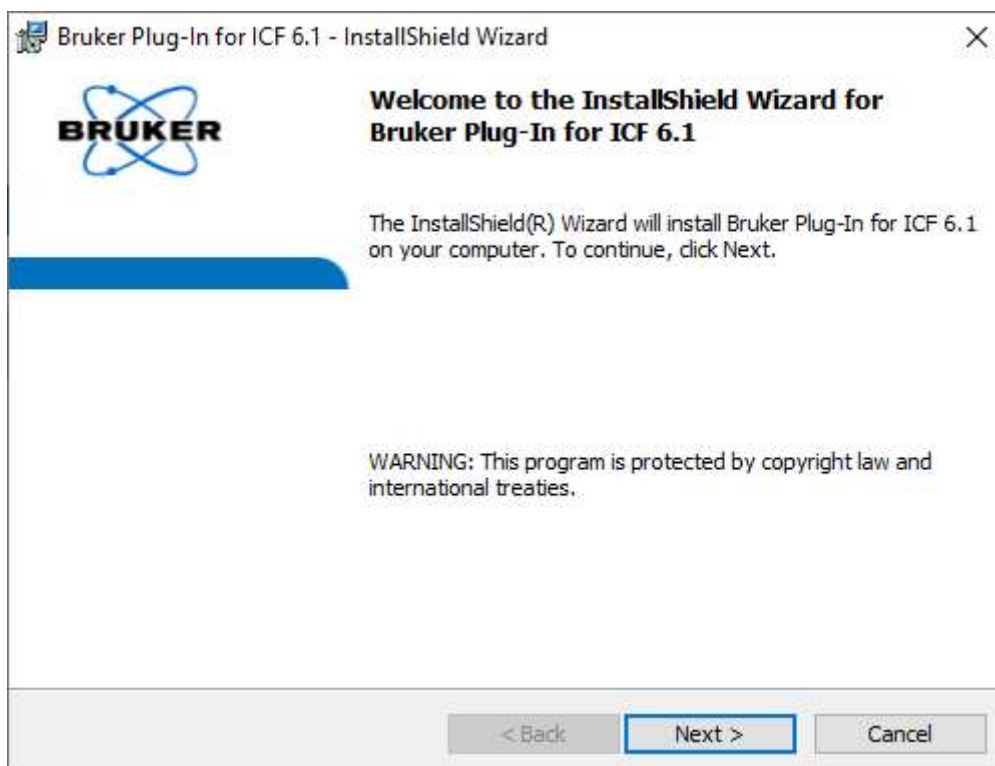 Bruker Plug-In for ICF 6.1 - InstallShield Wizard
BRUKER
Welcome to the InstallShield Wizard for
Bruker Plug-In for ICF 6.1
The InstallShield(R) Wizard will install Bruker Plug-In for ICF 6.1
on your computer. To continue, click Next.
WARNING: This program is protected by copyright law and
international treaties.
< Back
Next >
Cancel